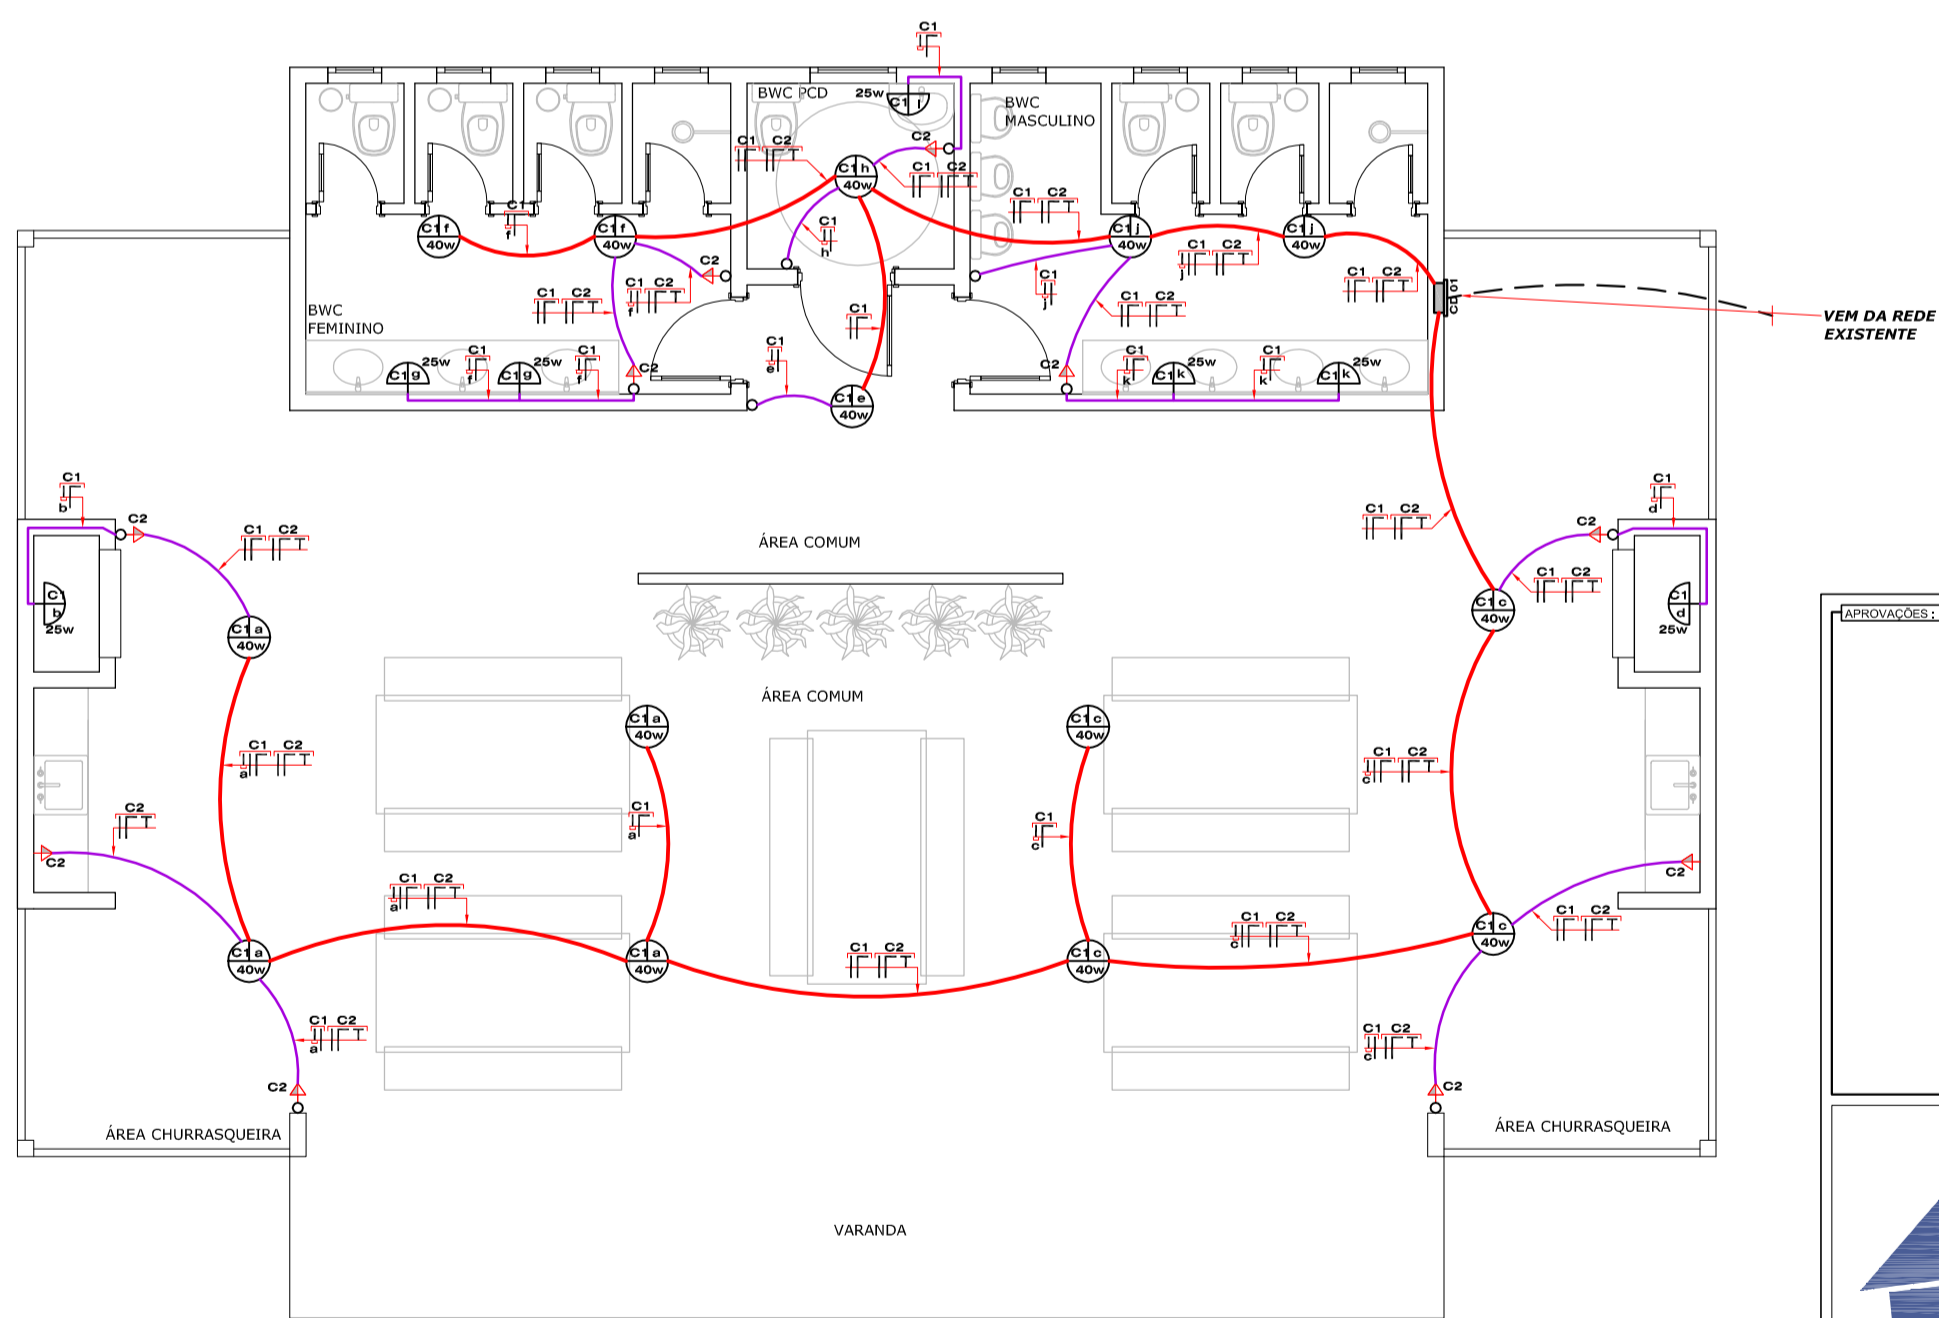 C1
BWC PCD
25w
C1 i
BWC
MASCULINO
C1 C2
C2
C1 h
40w
C1 C2
C1 C2
C1
f
C1
h
C1 f
40w
C1 f
40w
C1 j
40w
C1 j
40w
C2
C1 C2
j
C1 C2
C1 C2
f
C1 C2
C1
j
C1 C2
CD 01
VEM DA REDE
EXISTENTE
BWC
FEMININO
C1
C1
e
C1 g
25w
C1
f
C1 g
25w
C1
f
C2
C2
C1
k
C1 k
25w
C1
k
C1 k
25w
C1 e
40w
C1
b
C2
C1 C2
C1
d
C2
C1 C2
C1 C2
ÁREA COMUM
C1
b
25w
C1 a
40w
C1 c
40w
C1
d
25w
APROVAÇÕES:
ÁREA COMUM
C1 a
40w
C1 c
40w
C1 C2
a
C1 C2
c
C2
C2
C1
a
C1
c
C2
C1 C2
a
C1 C2
c
C1 C2
C1 a
40w
C1 a
40w
C1 C2
C1 c
40w
C1 c
40w
C1 C2
a
C1 C2
c
C2
C2
ÁREA CHURRASQUEIRA
ÁREA CHURRASQUEIRA
VARANDA